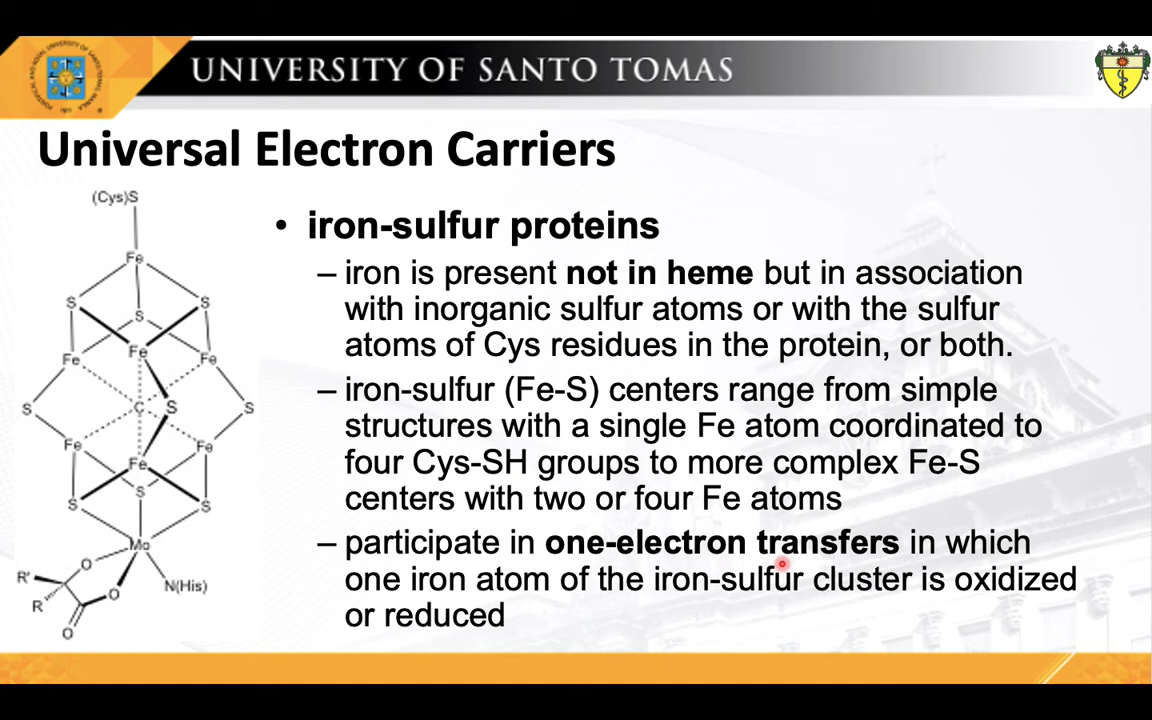 UNIVERSITY OF SANTO TOMAS
Universal Electron Carriers
• iron-sulfur proteins
– iron is present not in heme but in association
with inorganic sulfur atoms or with the sulfur
atoms of Cys residues in the protein, or both.
– iron-sulfur (Fe-S) centers range from simple
structures with a single Fe atom coordinated to
four Cys-SH groups to more complex Fe-S
centers with two or four Fe atoms
– participate in one-electron transfers in which
one iron atom of the iron-sulfur cluster is oxidized
or reduced
(Cys)S
Fe
S S
S
Fe Fe Fe
S C S S
Fe Fe
Fe
S
S S
Mo
O
R' N(His)
R O
O